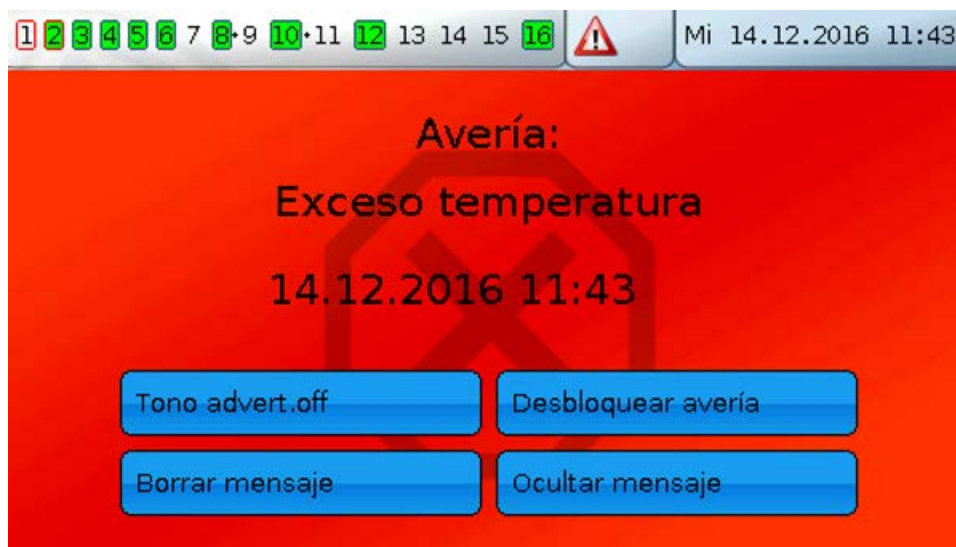 1 2 3 4 5 6 7 8•9 10•11 12 13 14 15 16 Mi 14.12.2016 11:43
Avería:
Exceso temperatura
14.12.2016 11:43
Tono advert.off Desbloquear avería
Borrar mensaje Ocultar mensaje